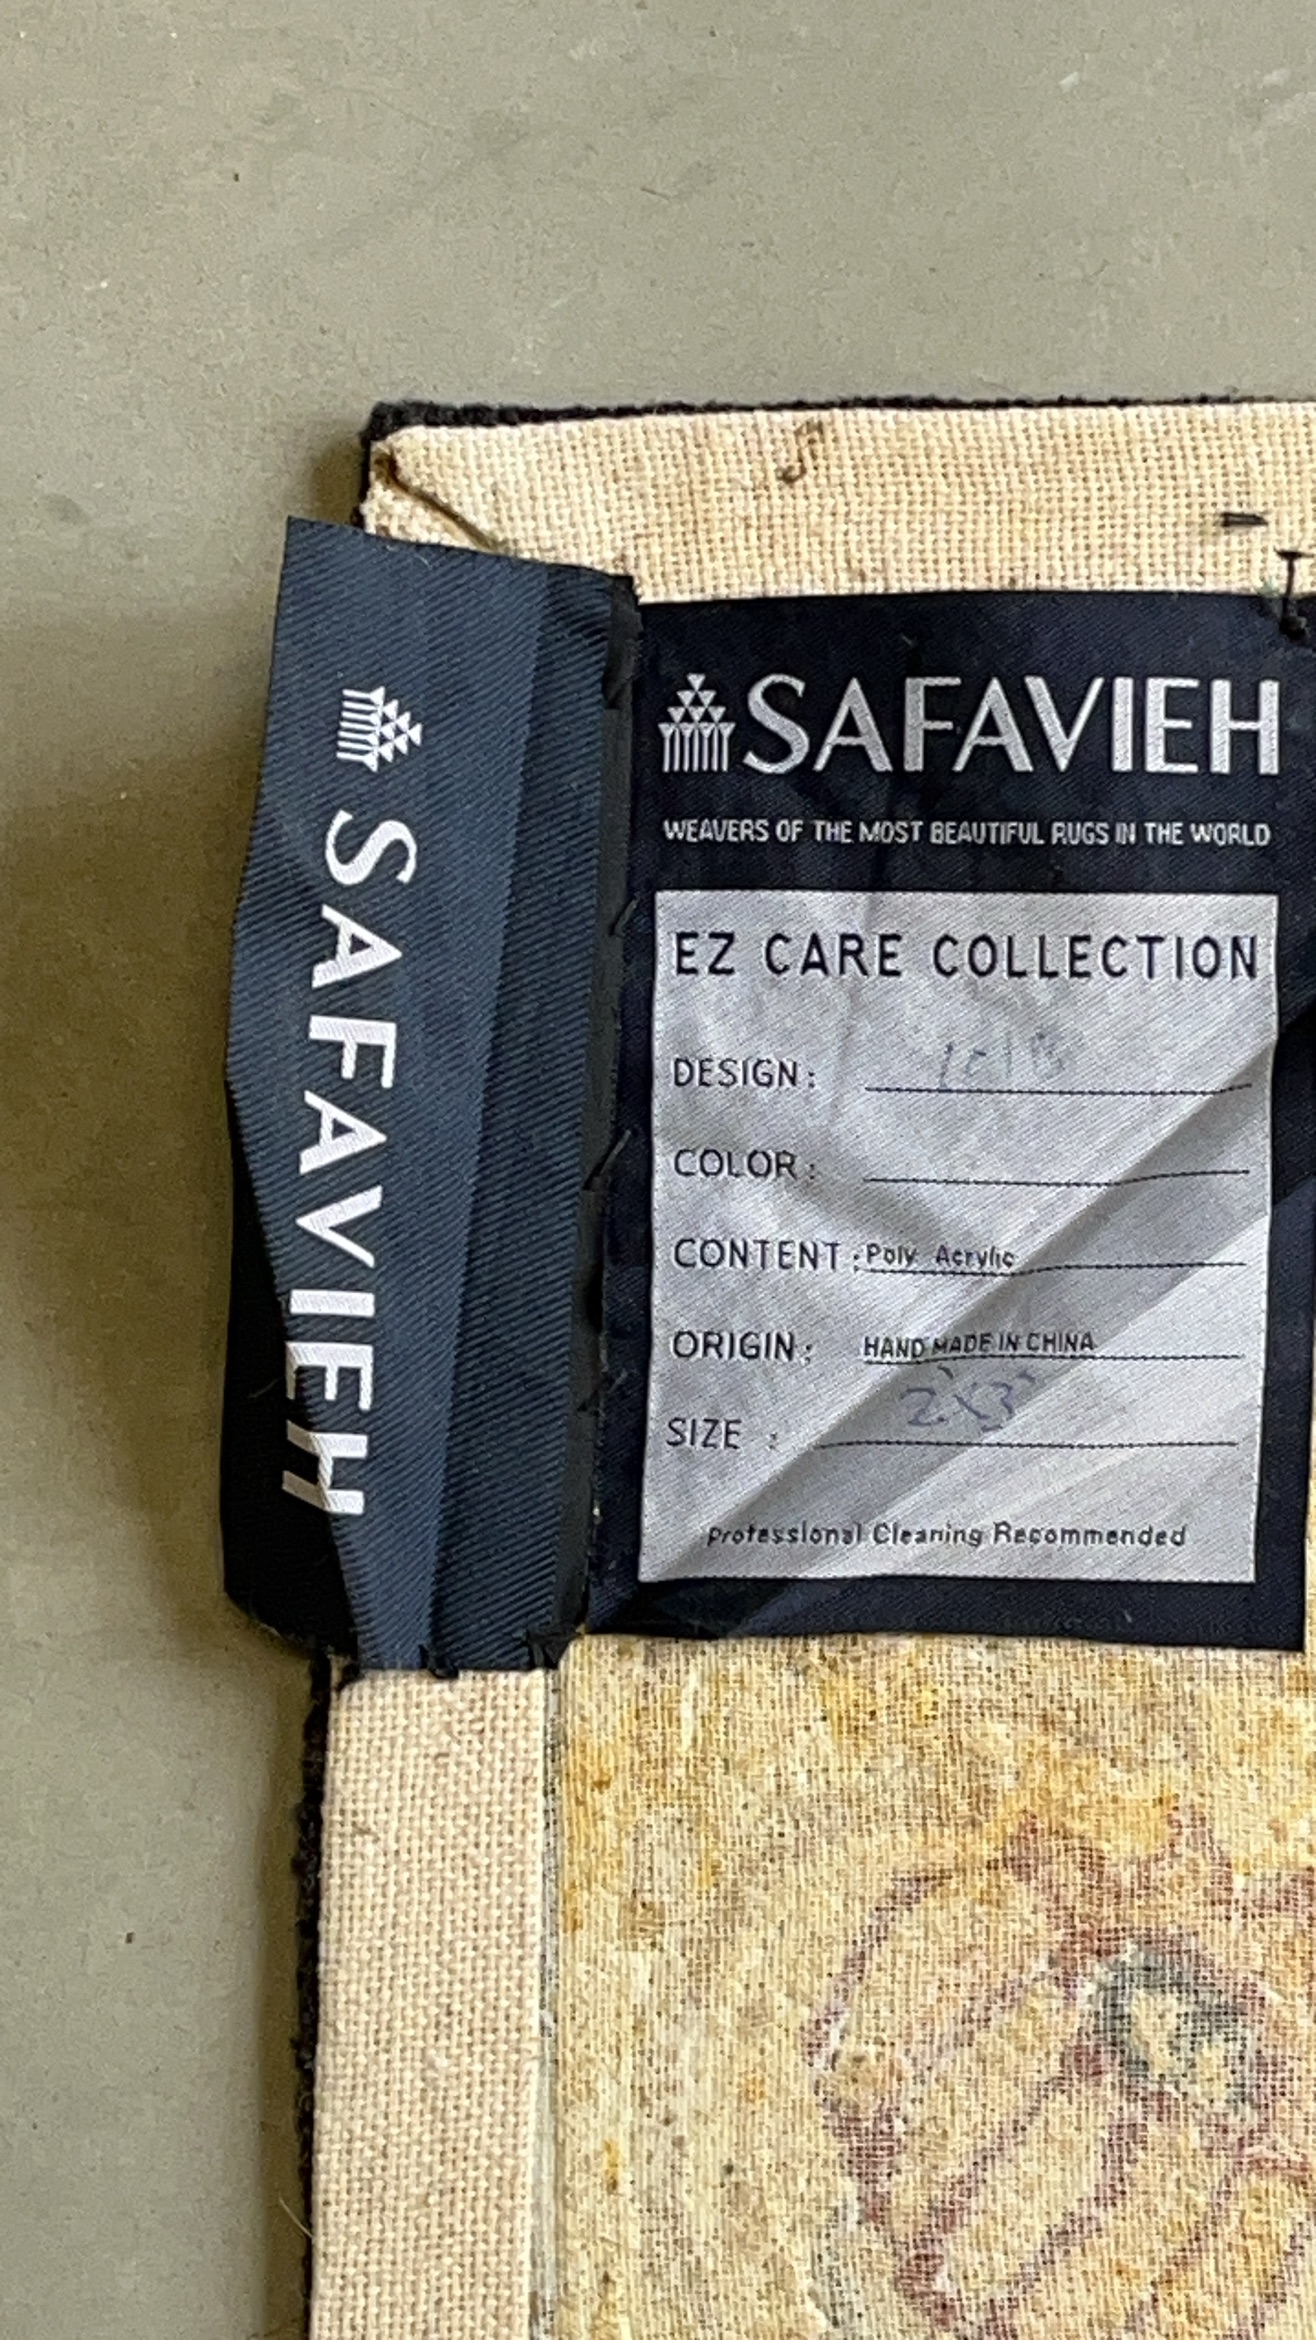 SAFAVIEH
SAFAVIEH
WEAVERS OF THE MOST BEAUTIFUL RUGS IN THE WORLD
EZ CARE COLLECTION
DESIGN:
COLOR:
CONTENT: Poly Acrylic
ORIGIN: HAND MADE IN CHINA
SIZE : 2'X3'
Professional Cleaning Recommended